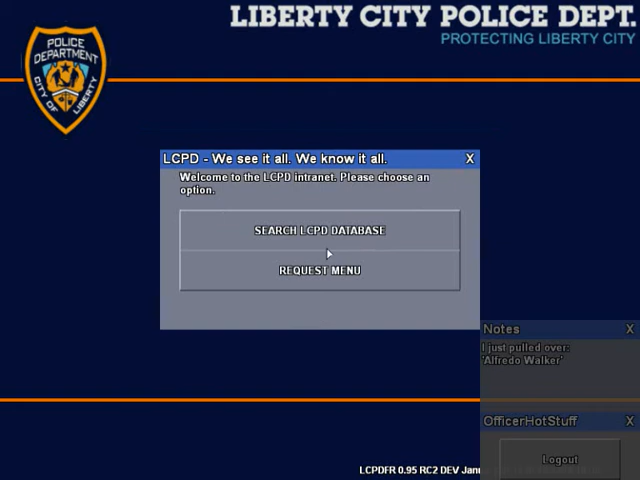 LIBERTY CITY POLICE DEPT.
PROTECTING LIBERTY CITY
POLICE
DEPARTMENT
CITY OF LIBERTY
LCPD - We see it all. We know it all. X
Welcome to the LCPD intranet. Please choose an
option.
SEARCH LCPD DATABASE
REQUEST MENU
Notes X
I just pulled over:
'Alfredo Walker'
OfficerHotStuff X
Logout
LCPDFR 0.95 RC2 DEV